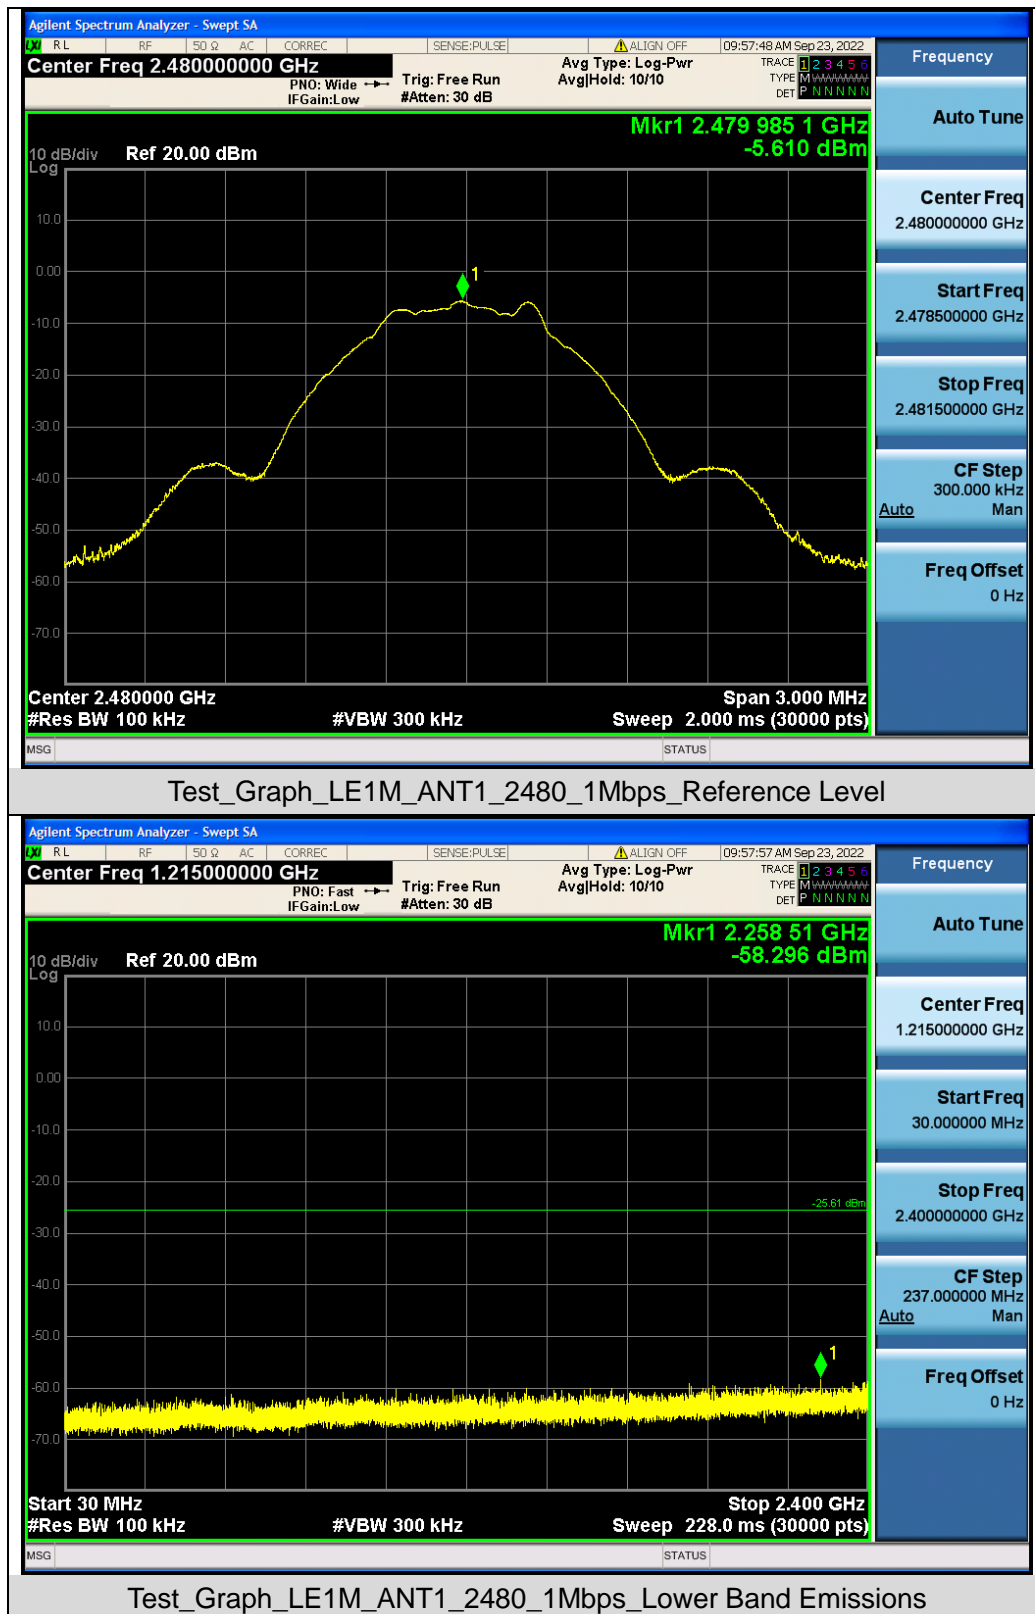 Agilent Spectrum Analyzer - Swept SA
LXI RL RF 50 Ω AC CORREC SENSE:PULSE ALIGN OFF 09:57:48 AM Sep 23, 2022
Center Freq 2.480000000 GHz
PNO: Wide
IFGain:Low
Trig: Free Run
#Atten: 30 dB
Avg Type: Log-Pwr
Avg|Hold: 10/10
TRACE 1 2 3 4 5 6
TYPE M
DET P N N N N N
Mkr1 2.479 985 1 GHz
-5.610 dBm
10 dB/div
Log
Ref 20.00 dBm
10.0
0.00
-10.0
-20.0
-30.0
-40.0
-50.0
-60.0
-70.0
1
Center 2.480000 GHz
Span 3.000 MHz
#Res BW 100 kHz
#VBW 300 kHz
Sweep 2.000 ms (30000 pts)
MSG
STATUS
Frequency
Auto Tune
Center Freq
2.480000000 GHz
Start Freq
2.478500000 GHz
Stop Freq
2.481500000 GHz
CF Step
300.000 kHz
Auto Man
Freq Offset
0 Hz
Test_Graph_LE1M_ANT1_2480_1Mbps_Reference Level
Agilent Spectrum Analyzer - Swept SA
LXI RL RF 50 Ω AC CORREC SENSE:PULSE ALIGN OFF 09:57:57 AM Sep 23, 2022
Center Freq 1.215000000 GHz
PNO: Fast
IFGain:Low
Trig: Free Run
#Atten: 30 dB
Avg Type: Log-Pwr
Avg|Hold: 10/10
TRACE 1 2 3 4 5 6
TYPE M
DET P N N N N N
Mkr1 2.258 51 GHz
-58.296 dBm
10 dB/div
Log
Ref 20.00 dBm
10.0
0.00
-10.0
-20.0
-30.0
-40.0
-50.0
-60.0
-70.0
-25.61 dBm
1
Start 30 MHz
Stop 2.400 GHz
#Res BW 100 kHz
#VBW 300 kHz
Sweep 228.0 ms (30000 pts)
MSG
STATUS
Frequency
Auto Tune
Center Freq
1.215000000 GHz
Start Freq
30.000000 MHz
Stop Freq
2.400000000 GHz
CF Step
237.000000 MHz
Auto Man
Freq Offset
0 Hz
Test_Graph_LE1M_ANT1_2480_1Mbps_Lower Band Emissions